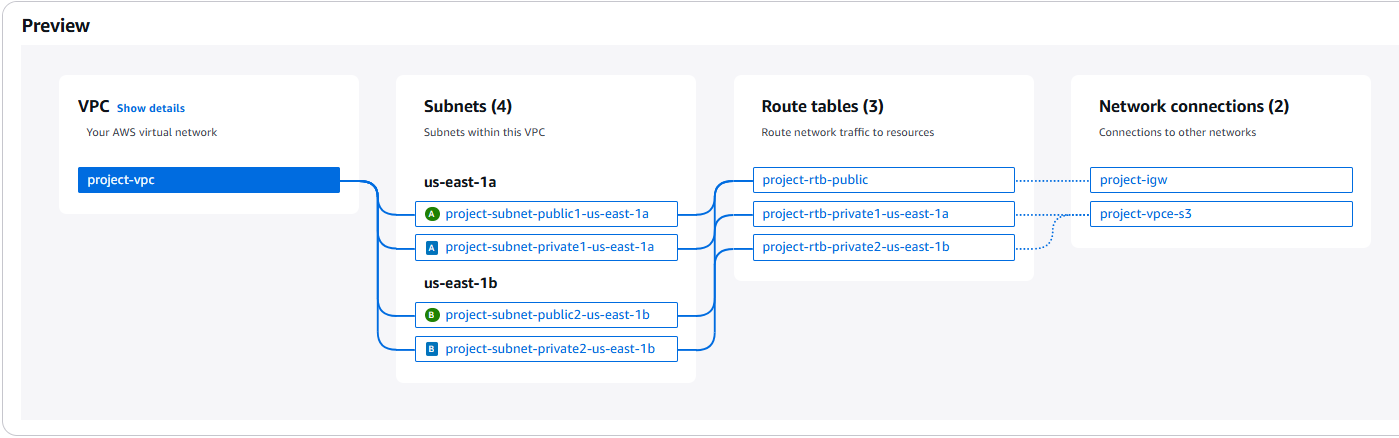 Preview
VPC Show details
Your AWS virtual network
project-vpc
Subnets (4)
Subnets within this VPC
us-east-1a
A project-subnet-public1-us-east-1a
A project-subnet-private1-us-east-1a
us-east-1b
B project-subnet-public2-us-east-1b
B project-subnet-private2-us-east-1b
Route tables (3)
Route network traffic to resources
project-rtb-public
project-rtb-private1-us-east-1a
project-rtb-private2-us-east-1b
Network connections (2)
Connections to other networks
project-igw
project-vpce-s3